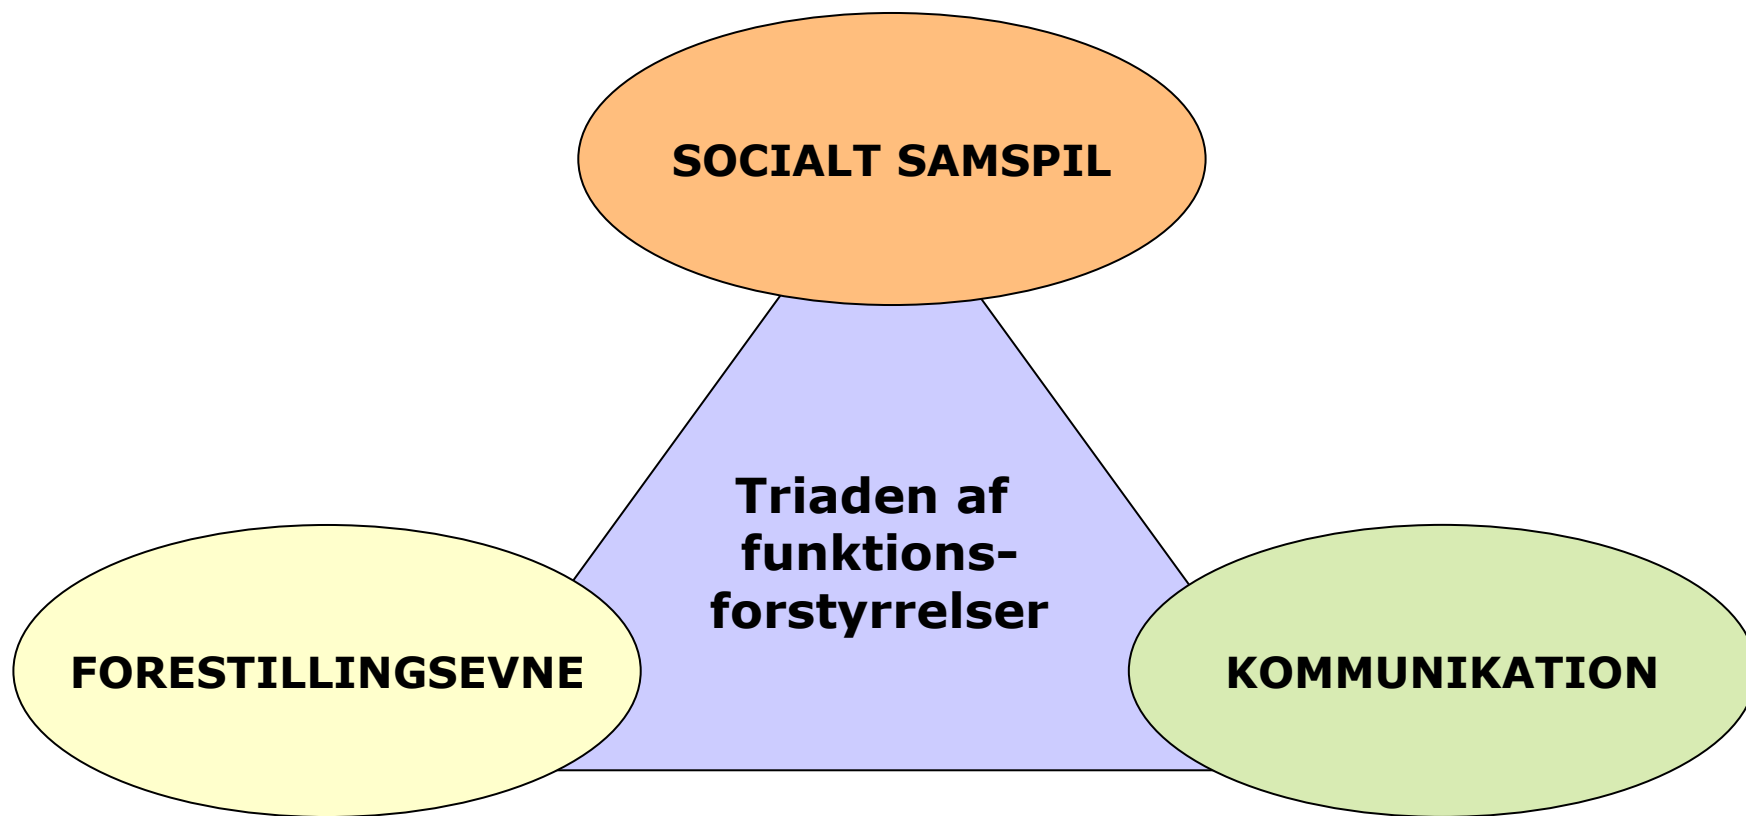 SOCIALT SAMSPIL
Triaden af
funktions-
forstyrrelser
FORESTILLINGSEVNE
KOMMUNIKATION